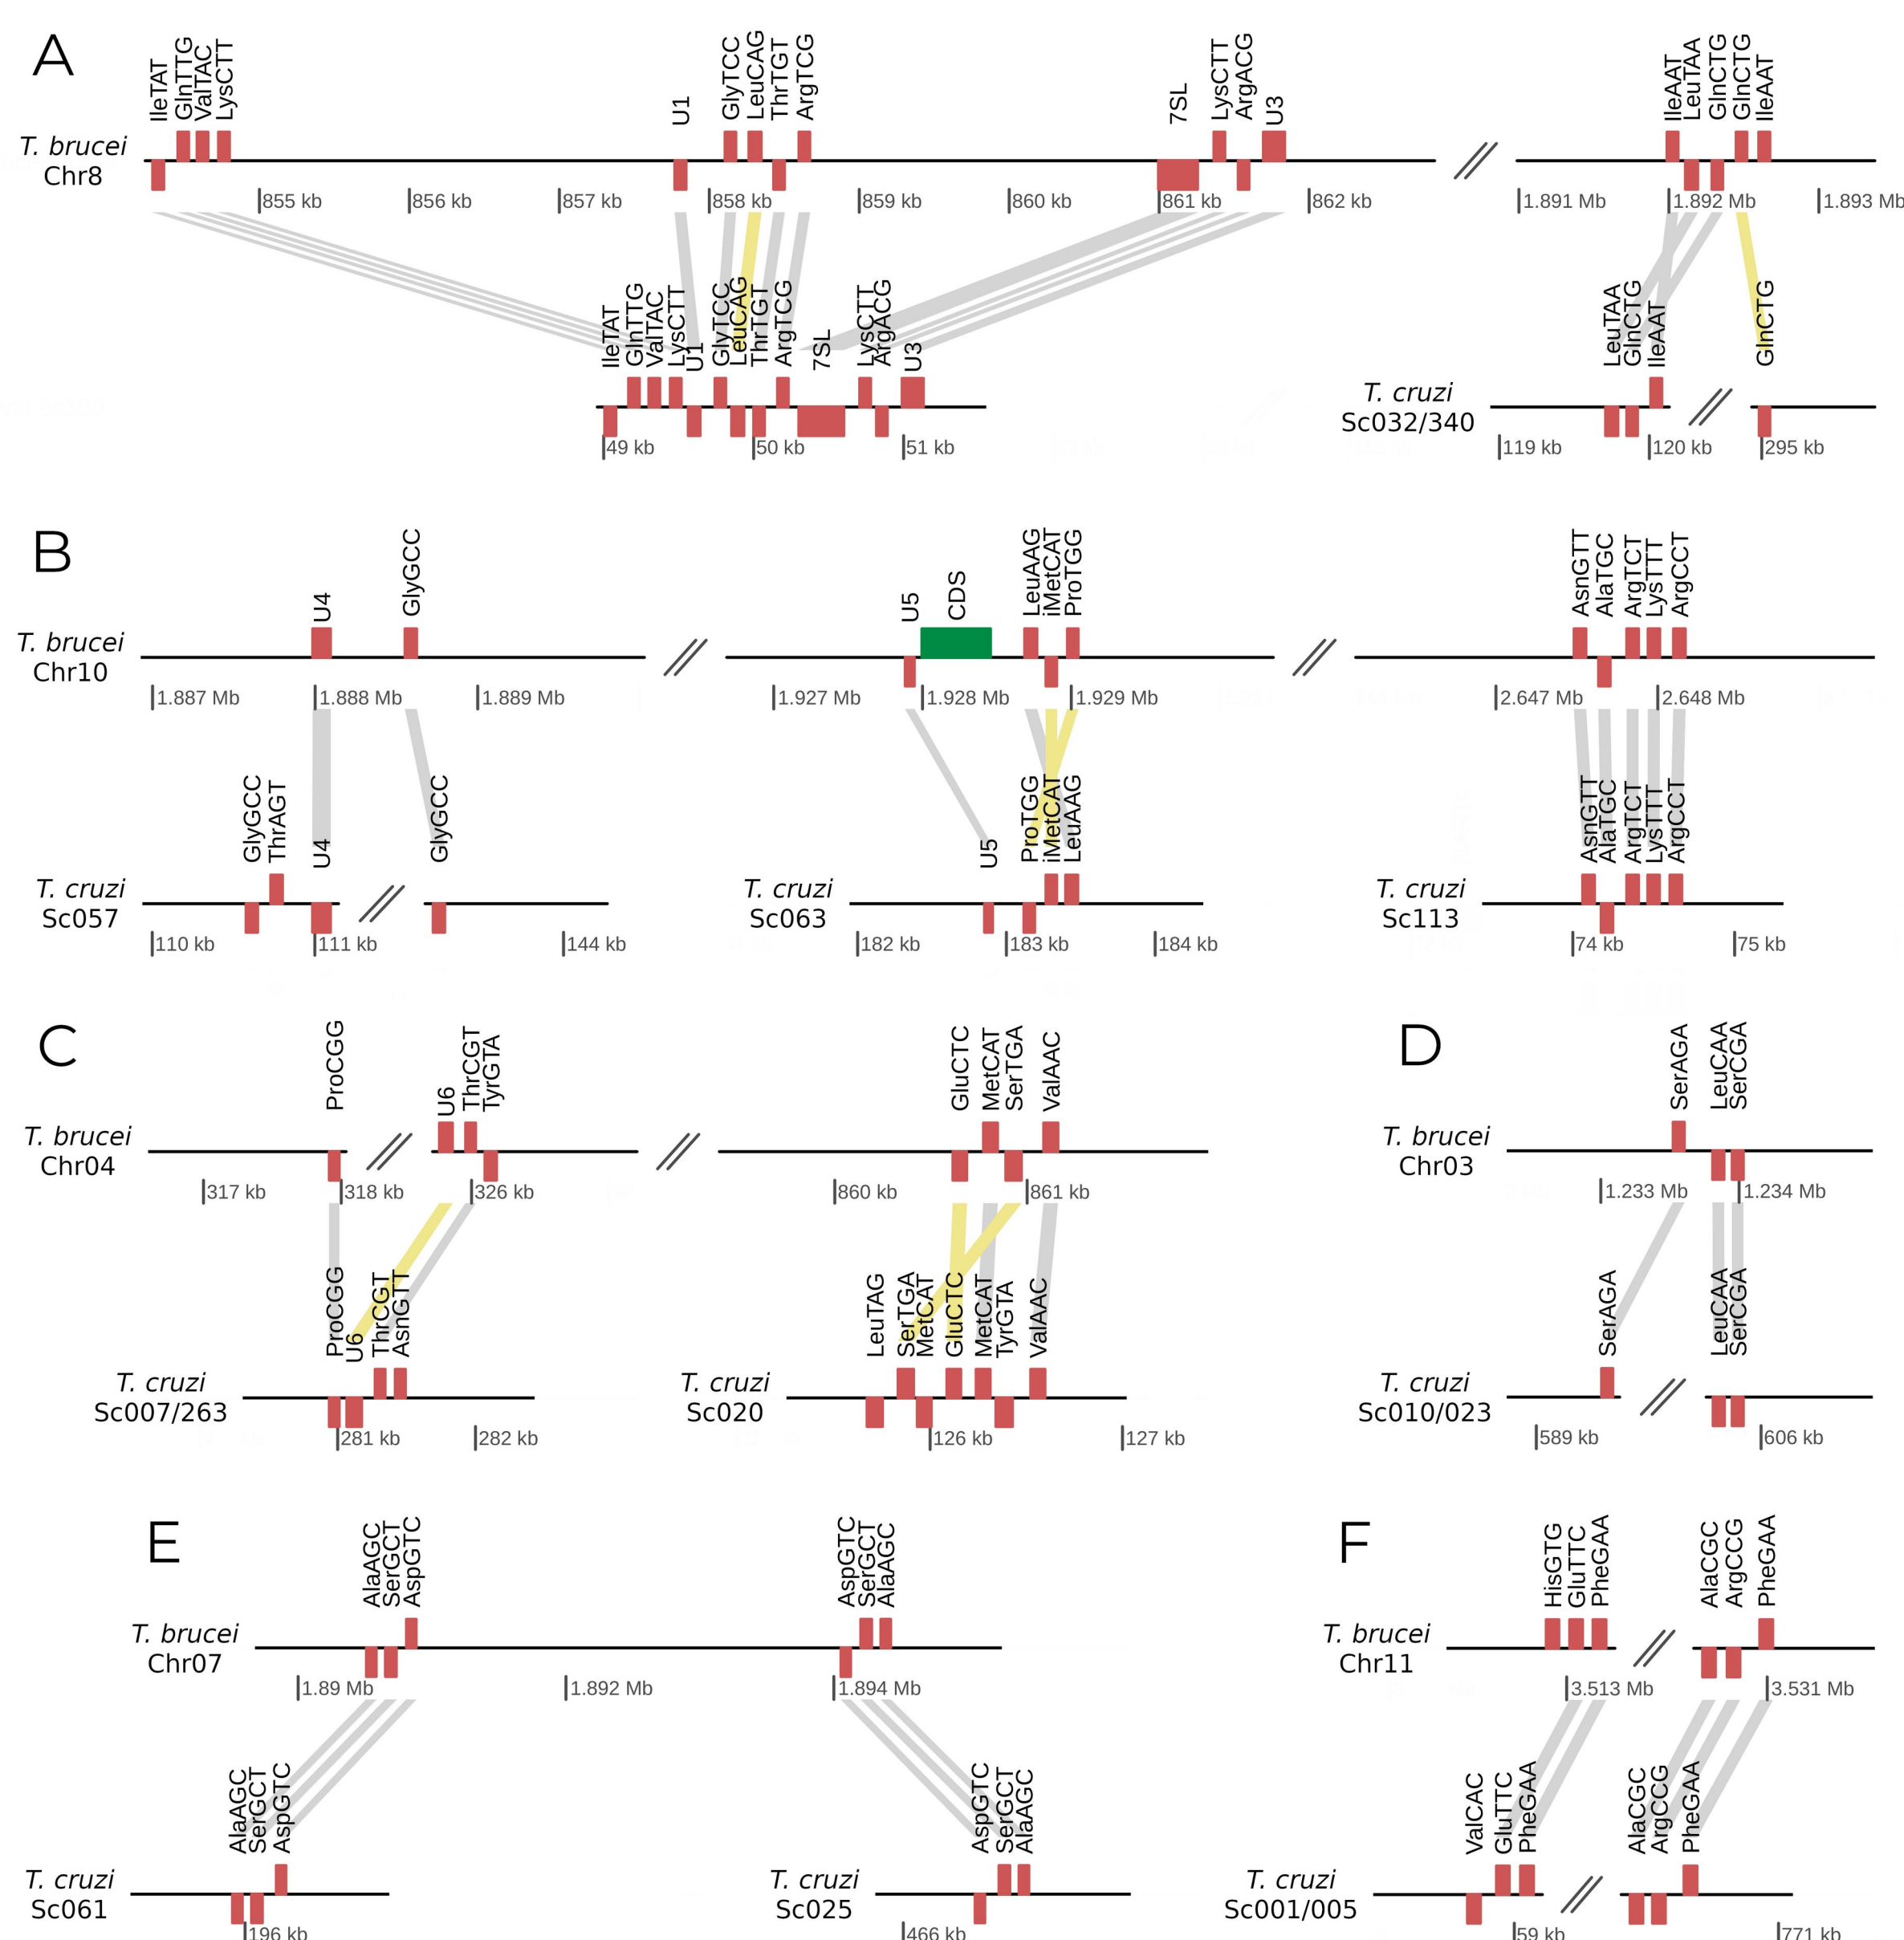 A
IleTAT GlnTTG ValTAC LysCTT U1 GlyTCC LeuCAG ThrTGT ArgTCG 7SL LysCTT ArgACG U3 IleAAT LeuTAA GlnCTG GlnCTG IleAAT
T. brucei
Chr8
855 kb 856 kb 857 kb 858 kb 859 kb 860 kb 861 kb 862 kb 1.891 Mb 1.892 Mb 1.893 Mb
IleTAT GlnTTG ValTAC LysCTT U1 GlyTCC LeuCAG ThrTGT ArgTCG 7SL LysCTT ArgACG U3 LeuTAA GlnCTG IleAAT GlnCTG
T. cruzi
Sc032/340
49 kb 50 kb 51 kb 119 kb 120 kb 295 kb
B
U4 GlyGCC U5 CDS LeuAAG iMetCAT ProTGG AsnGTT AlaTGC ArgTCT LysTTT ArgCCT
T. brucei
Chr10
1.887 Mb 1.888 Mb 1.889 Mb 1.927 Mb 1.928 Mb 1.929 Mb 2.647 Mb 2.648 Mb
GlyGCC ThrAGT U4 GlyGCC U5 ProTGG iMetCAT LeuAAG AsnGTT AlaTGC ArgTCT LysTTT ArgCCT
T. cruzi T. cruzi T. cruzi
Sc057 Sc063 Sc113
110 kb 111 kb 144 kb 182 kb 183 kb 184 kb 74 kb 75 kb
C
ProCGG U6 ThrCGT TyrGTA GluCTC MetCAT SerTGA ValAAC
T. brucei
Chr04
317 kb 318 kb 326 kb 860 kb 861 kb
ProCGG U6 ThrCGT AsnGTT LeuTAG SerTGA MetCAT GluCTC MetCAT TyrGTA ValAAC
T. cruzi T. cruzi
Sc007/263 Sc020
281 kb 282 kb 126 kb 127 kb
D
SerAGA LeuCAA SerCGA
T. brucei
Chr03
1.233 Mb 1.234 Mb
SerAGA LeuCAA SerCGA
T. cruzi
Sc010/023
589 kb 606 kb
E
AlaAGC SerGCT AspGTC AspGTC SerGCT AlaAGC
T. brucei
Chr07
1.89 Mb 1.892 Mb 1.894 Mb
AlaAGC SerGCT AspGTC AspGTC SerGCT AlaAGC
T. cruzi T. cruzi
Sc061 Sc025
196 kb 466 kb
F
HisGTG GluTTC PheGAA AlaCGC ArgCCG PheGAA
T. brucei
Chr11
3.513 Mb 3.531 Mb
ValCAC GluTTC PheGAA AlaCGC ArgCCG PheGAA
T. cruzi
Sc001/005
59 kb 771 kb